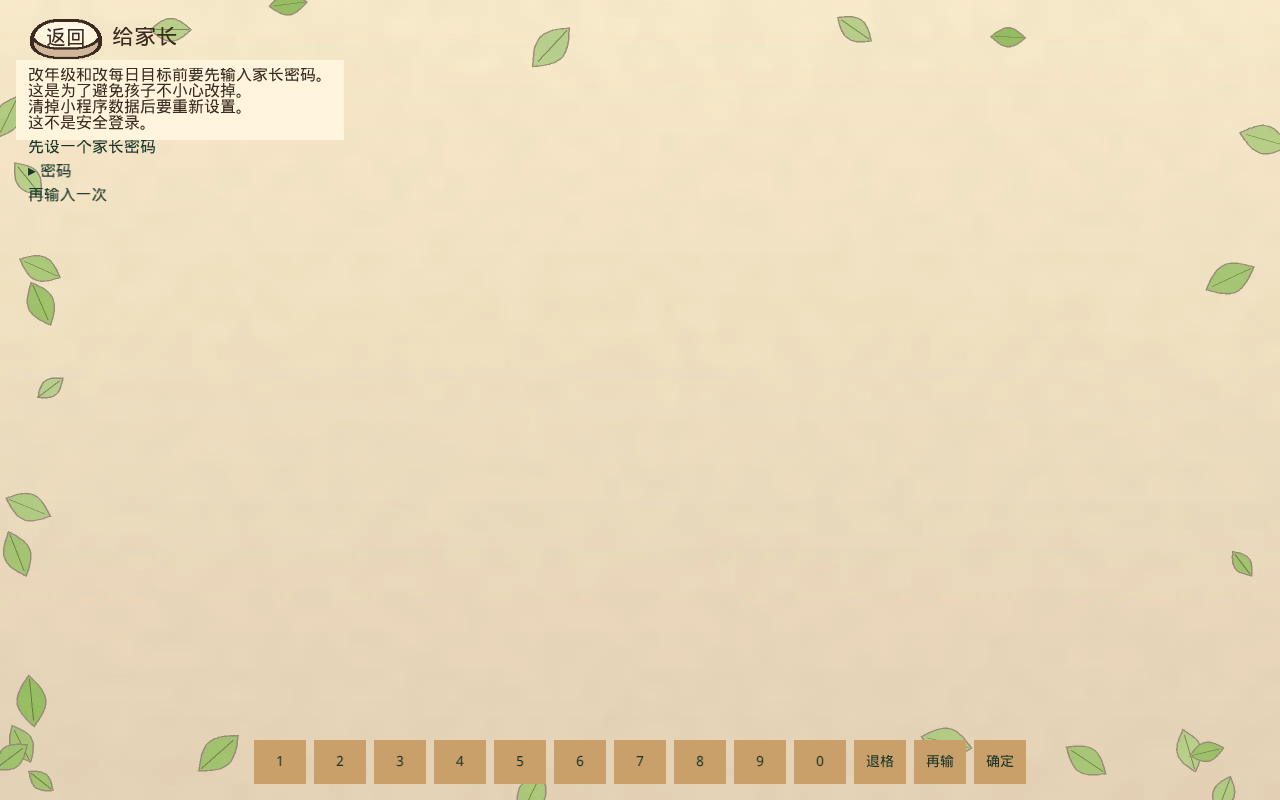 返回 给家长
改年级和改每日目标前要先输入家长密码。
这是为了避免孩子不小心改掉。
清掉小程序数据后要重新设置。
这不是安全登录。
先设一个家长密码
▸ 密码
再输入一次
1 2 3 4 5 6 7 8 9 0 退格 再输 确定